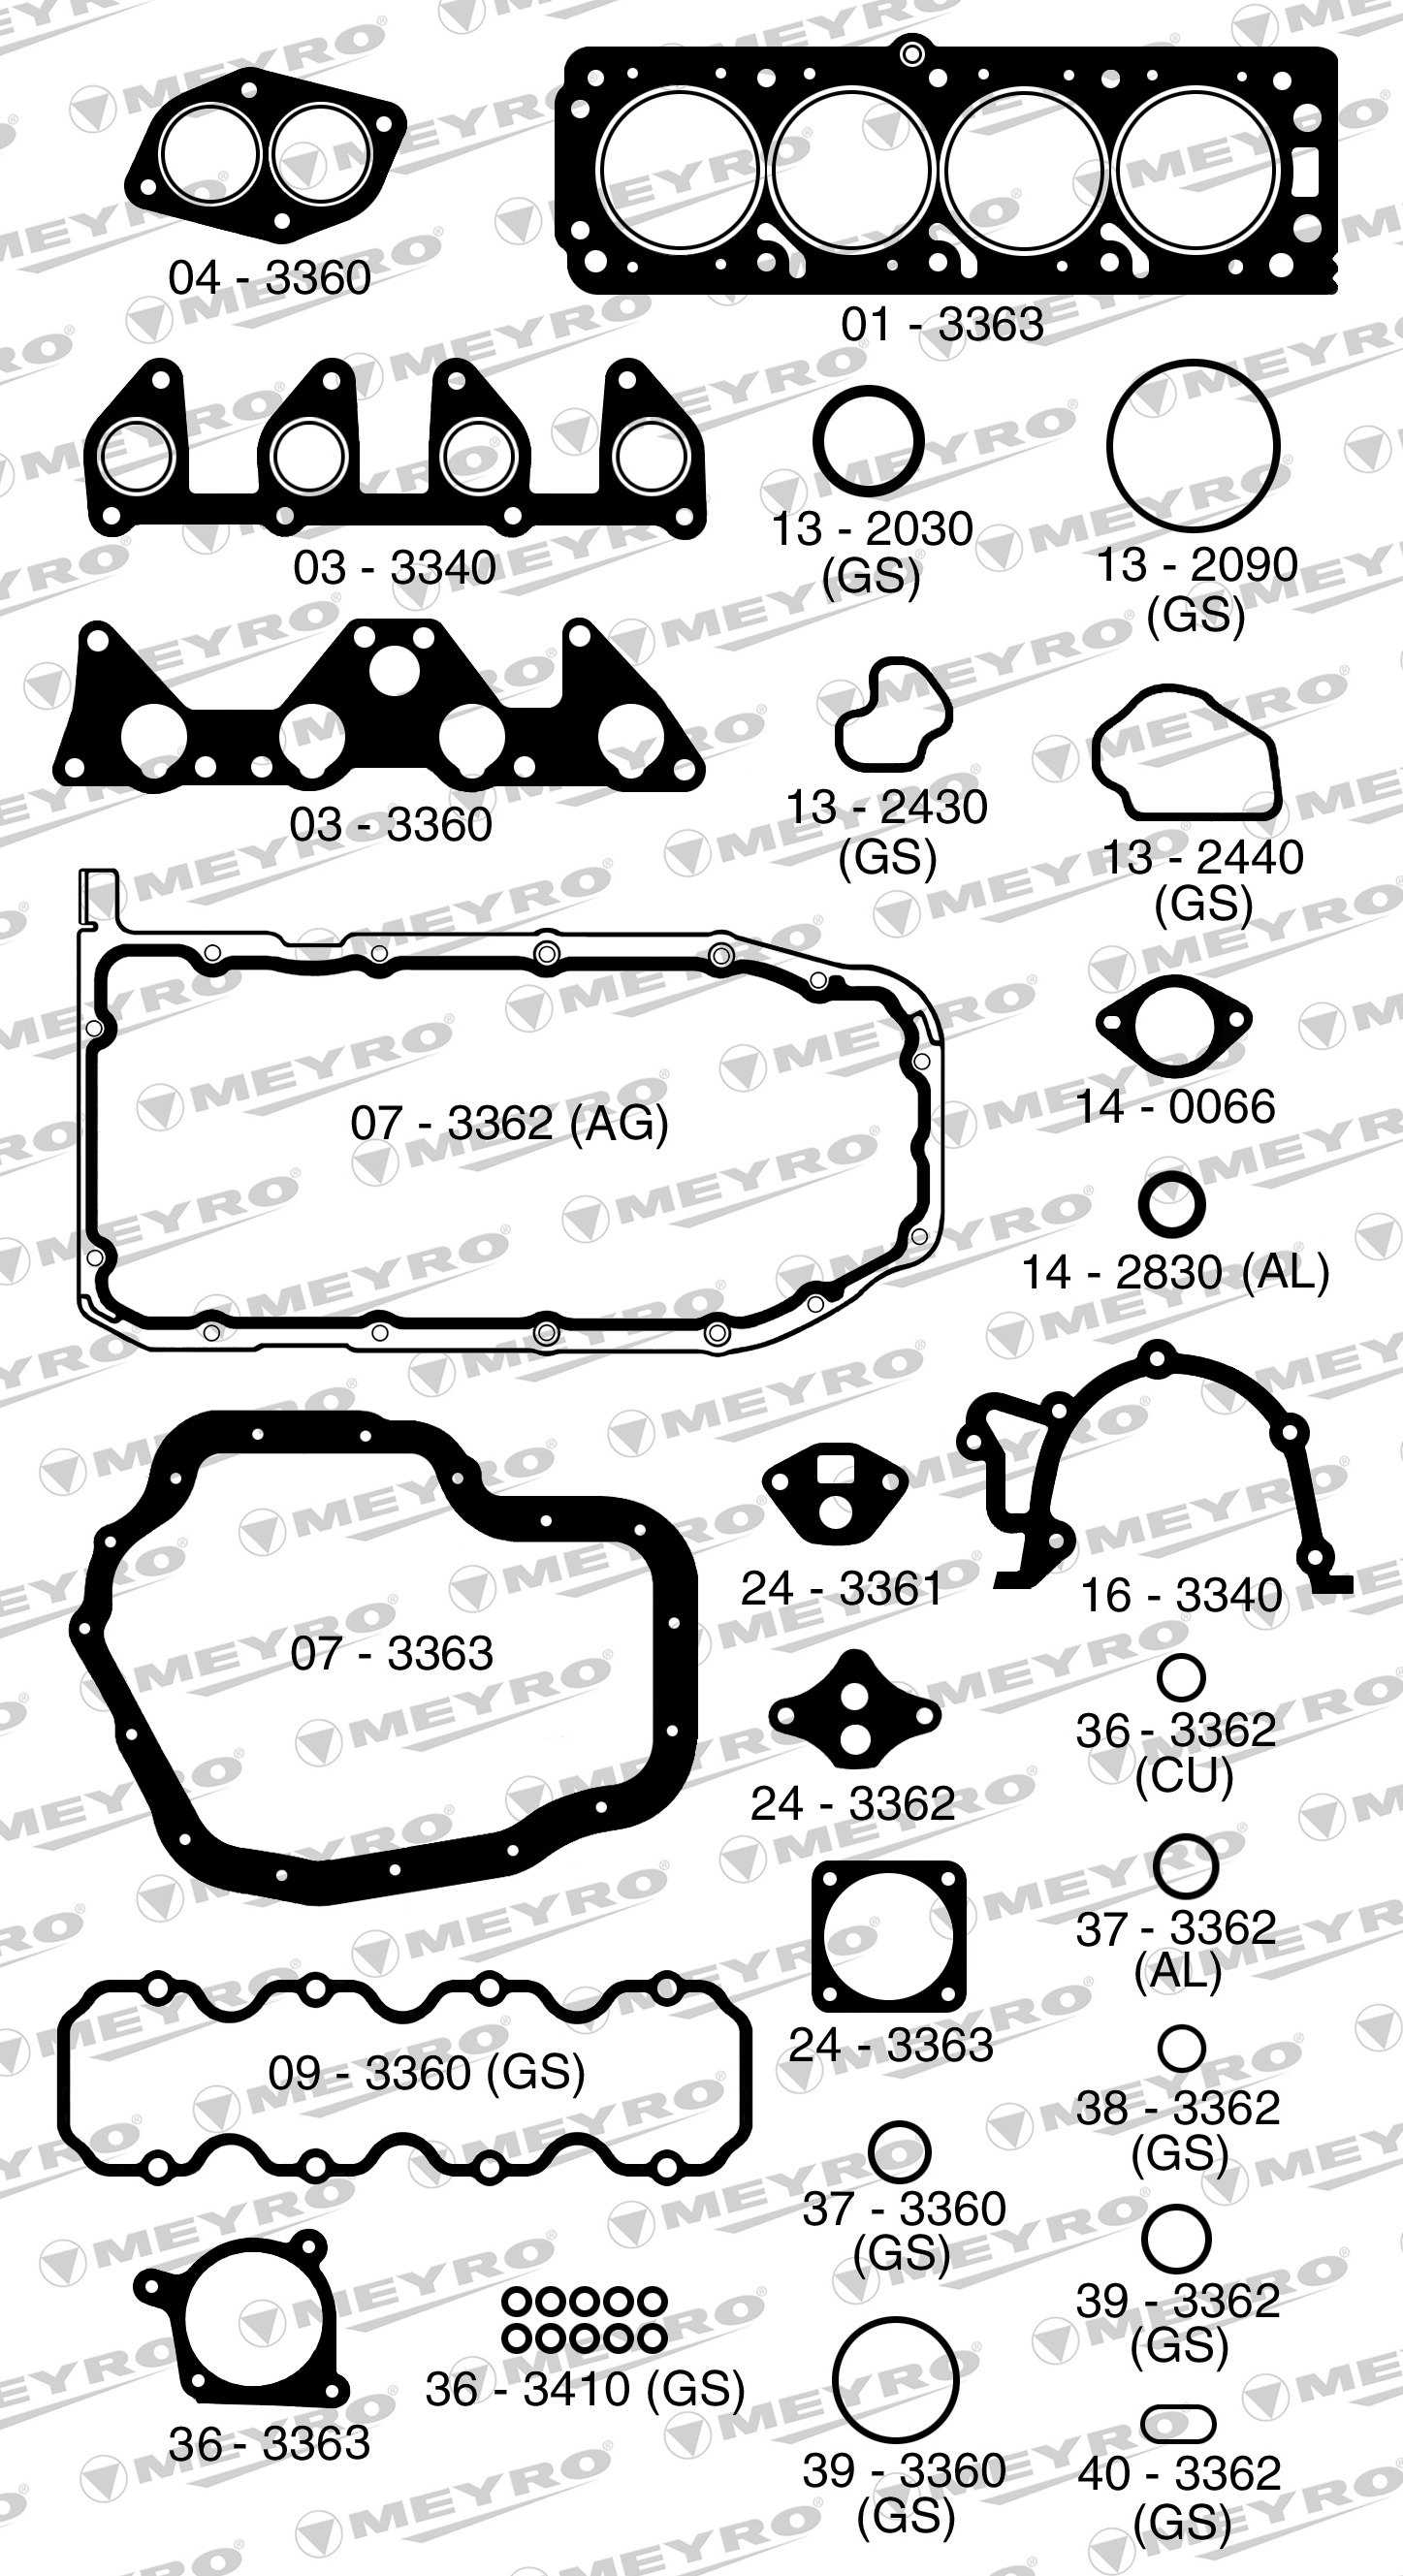 04 - 3360
01 - 3363
03 - 3340
13 - 2030
(GS)
13 - 2090
(GS)
03 - 3360
13 - 2430
(GS)
13 - 2440
(GS)
07 - 3362 (AG)
14 - 0066
14 - 2830 (AL)
07 - 3363
24 - 3361
16 - 3340
24 - 3362
36 - 3362
(CU)
24 - 3363
37 - 3362
(AL)
09 - 3360 (GS)
37 - 3360
(GS)
38 - 3362
(GS)
36 - 3363
36 - 3410 (GS)
39 - 3362
(GS)
39 - 3360
(GS)
40 - 3362
(GS)
MEYRO®